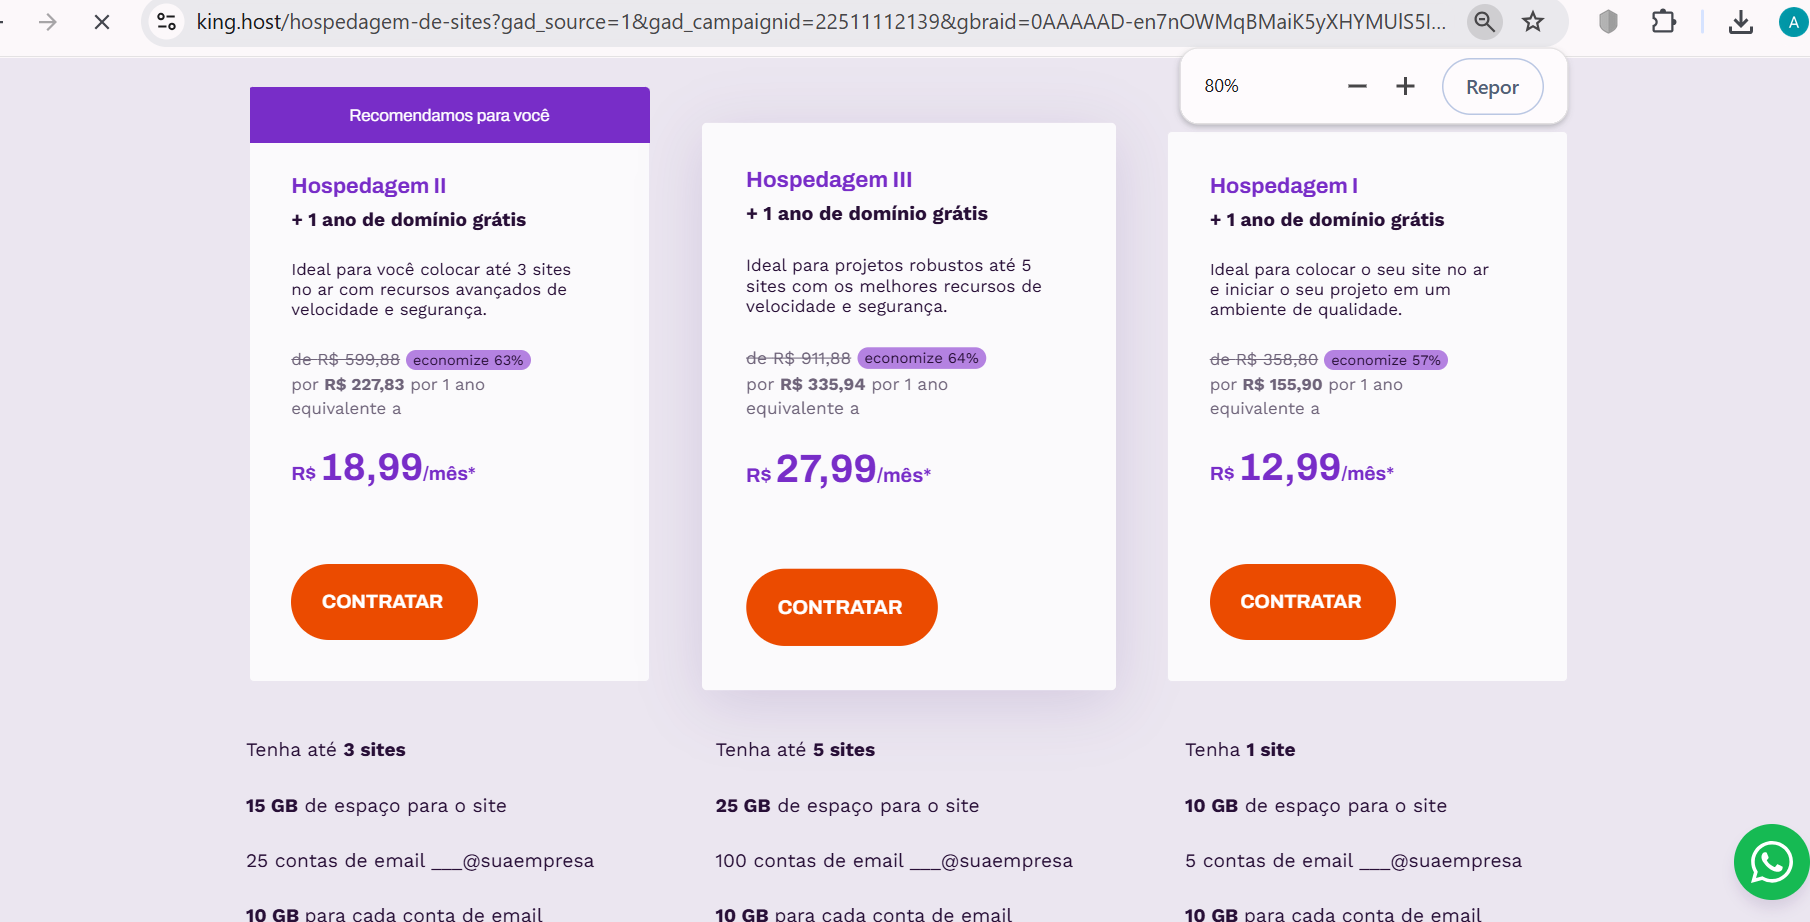 king.host/hospedagem-de-sites?gad_source=1&gad_campaignid=22511112139&gbraid=0AAAAAD-en7nOWMqBMaiK5yXHYMUlS5I...
A
80%
Repor
Recomendamos para você
Hospedagem II
+ 1 ano de domínio grátis
Ideal para você colocar até 3 sites
no ar com recursos avançados de
velocidade e segurança.
de R$ 599,88 economize 63%
por R$ 227,83 por 1 ano
equivalente a
R$ 18,99/mês*
CONTRATAR
Hospedagem III
+ 1 ano de domínio grátis
Ideal para projetos robustos até 5
sites com os melhores recursos de
velocidade e segurança.
de R$ 911,88 economize 64%
por R$ 335,94 por 1 ano
equivalente a
R$ 27,99/mês*
CONTRATAR
Hospedagem I
+ 1 ano de domínio grátis
Ideal para colocar o seu site no ar
e iniciar o seu projeto em um
ambiente de qualidade.
de R$ 358,80 economize 57%
por R$ 155,90 por 1 ano
equivalente a
R$ 12,99/mês*
CONTRATAR
Tenha até 3 sites
15 GB de espaço para o site
25 contas de email ___@suaempresa
10 GB para cada conta de email
Tenha até 5 sites
25 GB de espaço para o site
100 contas de email ___@suaempresa
10 GB para cada conta de email
Tenha 1 site
10 GB de espaço para o site
5 contas de email ___@suaempresa
10 GB para cada conta de email